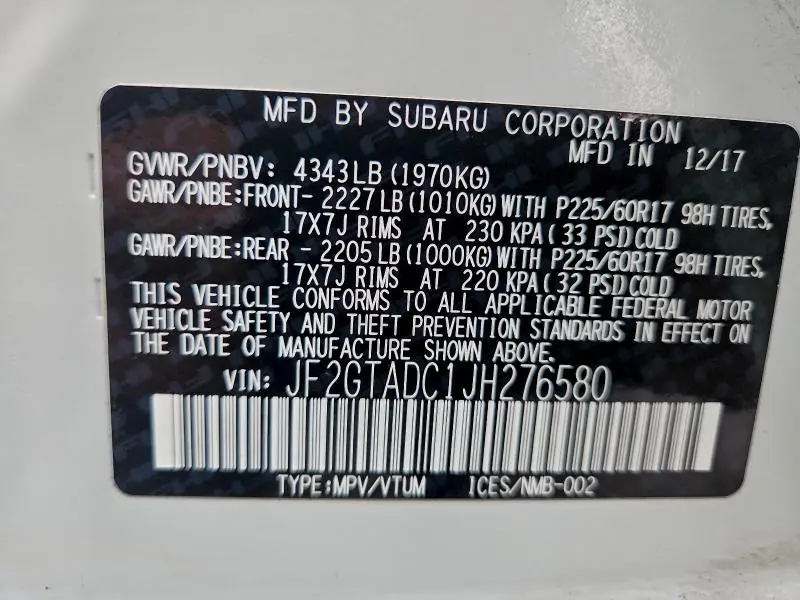 MFD BY SUBARU CORPORATION
MFD IN 12/17
GVWR/PNBV: 4343LB (1970KG)
GAWR/PNBE:FRONT- 2227LB (1010KG) WITH P225/60R17 98H TIRES,
17X7J RIMS AT 230 KPA (33 PSI) COLD
GAWR/PNBE:REAR - 2205LB (1000KG) WITH P225/60R17 98H TIRES,
17X7J RIMS AT 220 KPA (32 PSI) COLD
THIS VEHICLE CONFORMS TO ALL APPLICABLE FEDERAL MOTOR
VEHICLE SAFETY AND THEFT PREVENTION STANDARDS IN EFFECT ON
THE DATE OF MANUFACTURE SHOWN ABOVE.
VIN: JF2GTADC1JH276580
TYPE:MPV/VTUM ICES/NMB-002